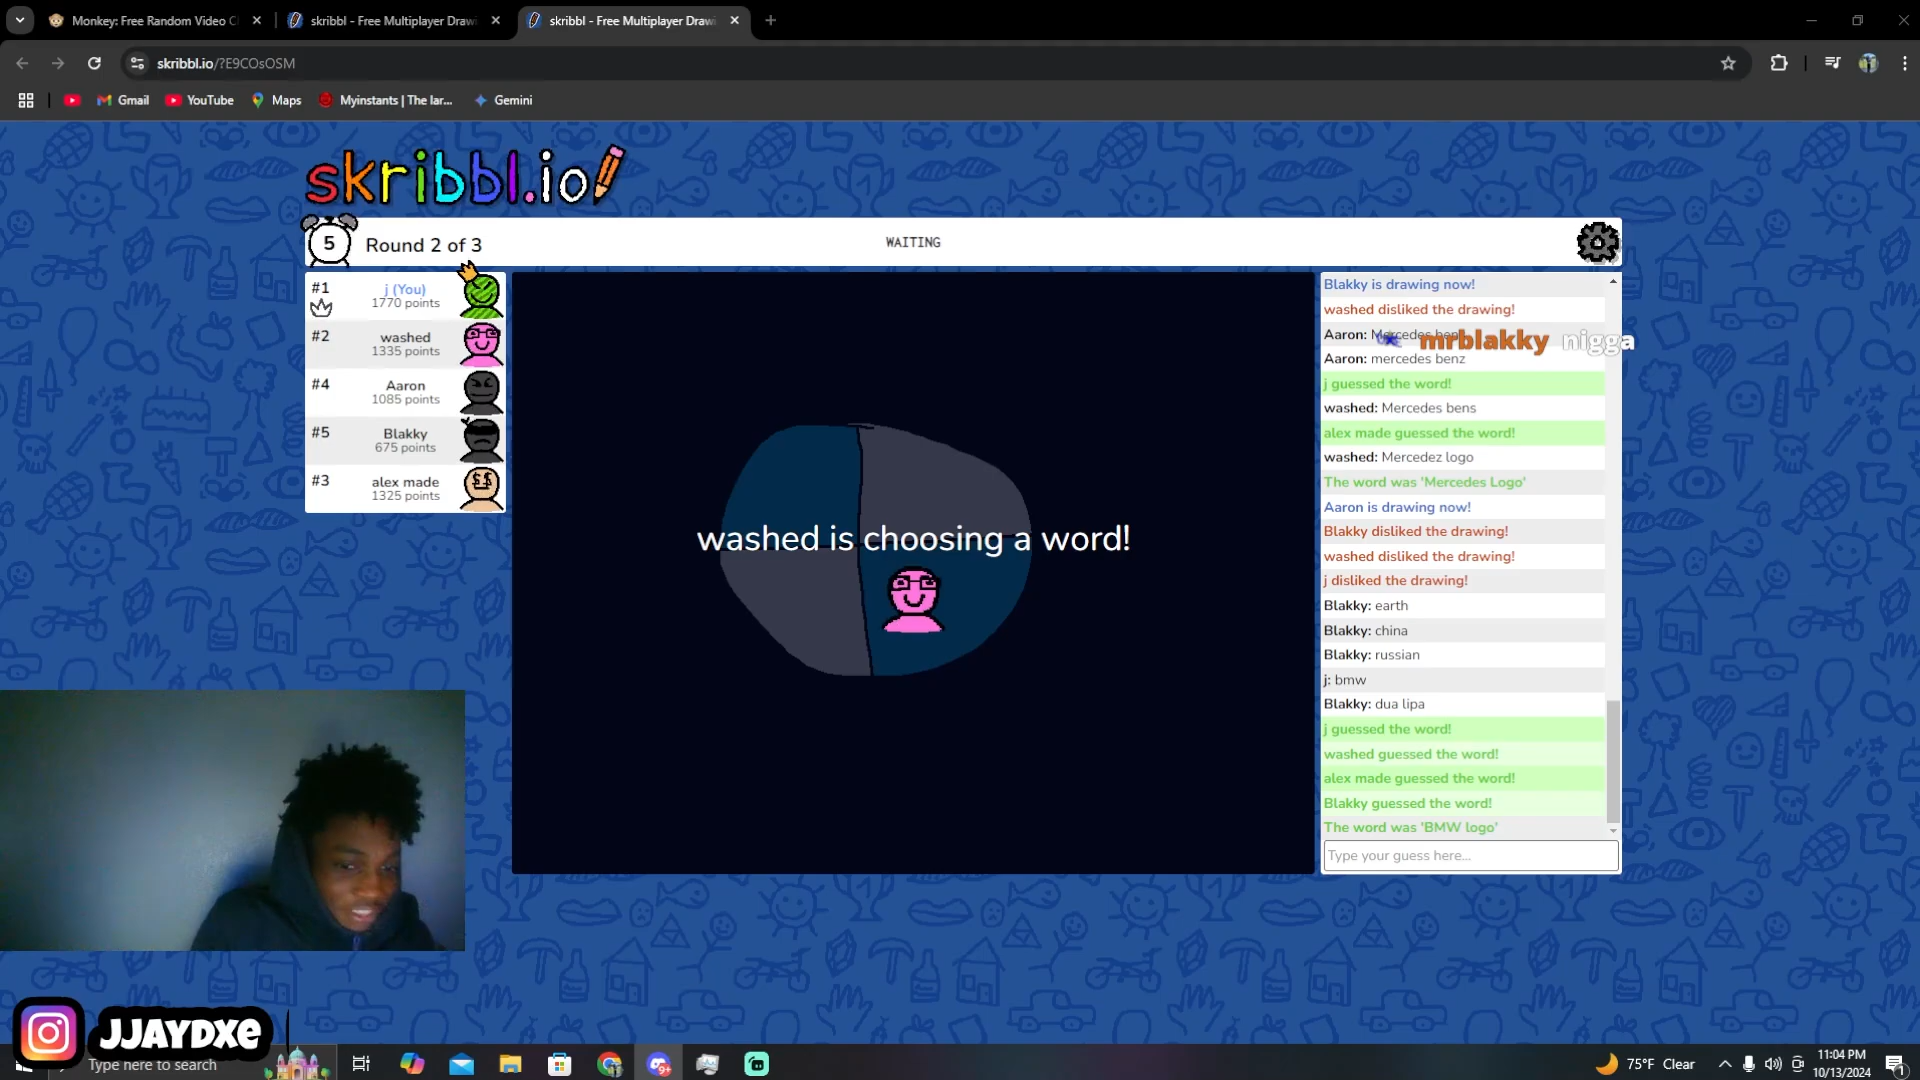 Monkey: Free Random Video C
skribbl - Free Multiplayer Drawi
skribbl - Free Multiplayer Drawi
skribbl.io/?E9COsOSM
Gmail
YouTube
Maps
Myinstants | The lar...
Gemini
skribbl.io
5
Round 2 of 3
WAITING
#1
j (You)
1770 points
#2
washed
1335 points
#4
Aaron
1085 points
#5
Blakky
675 points
#3
alex made
1325 points
washed is choosing a word!
Blakky is drawing now!
washed disliked the drawing!
Aaron: Mercedes ben
mrblakky nigga
Aaron: mercedes benz
j guessed the word!
washed: Mercedes bens
alex made guessed the word!
washed: Mercedez logo
The word was 'Mercedes Logo'
Aaron is drawing now!
Blakky disliked the drawing!
washed disliked the drawing!
j disliked the drawing!
Blakky: earth
Blakky: china
Blakky: russian
j: bmw
Blakky: dua lipa
j guessed the word!
washed guessed the word!
alex made guessed the word!
Blakky guessed the word!
The word was 'BMW logo'
Type your guess here...
JJAYDXE
Type here to search
9+
75°F Clear
11:04 PM
10/13/2024
1